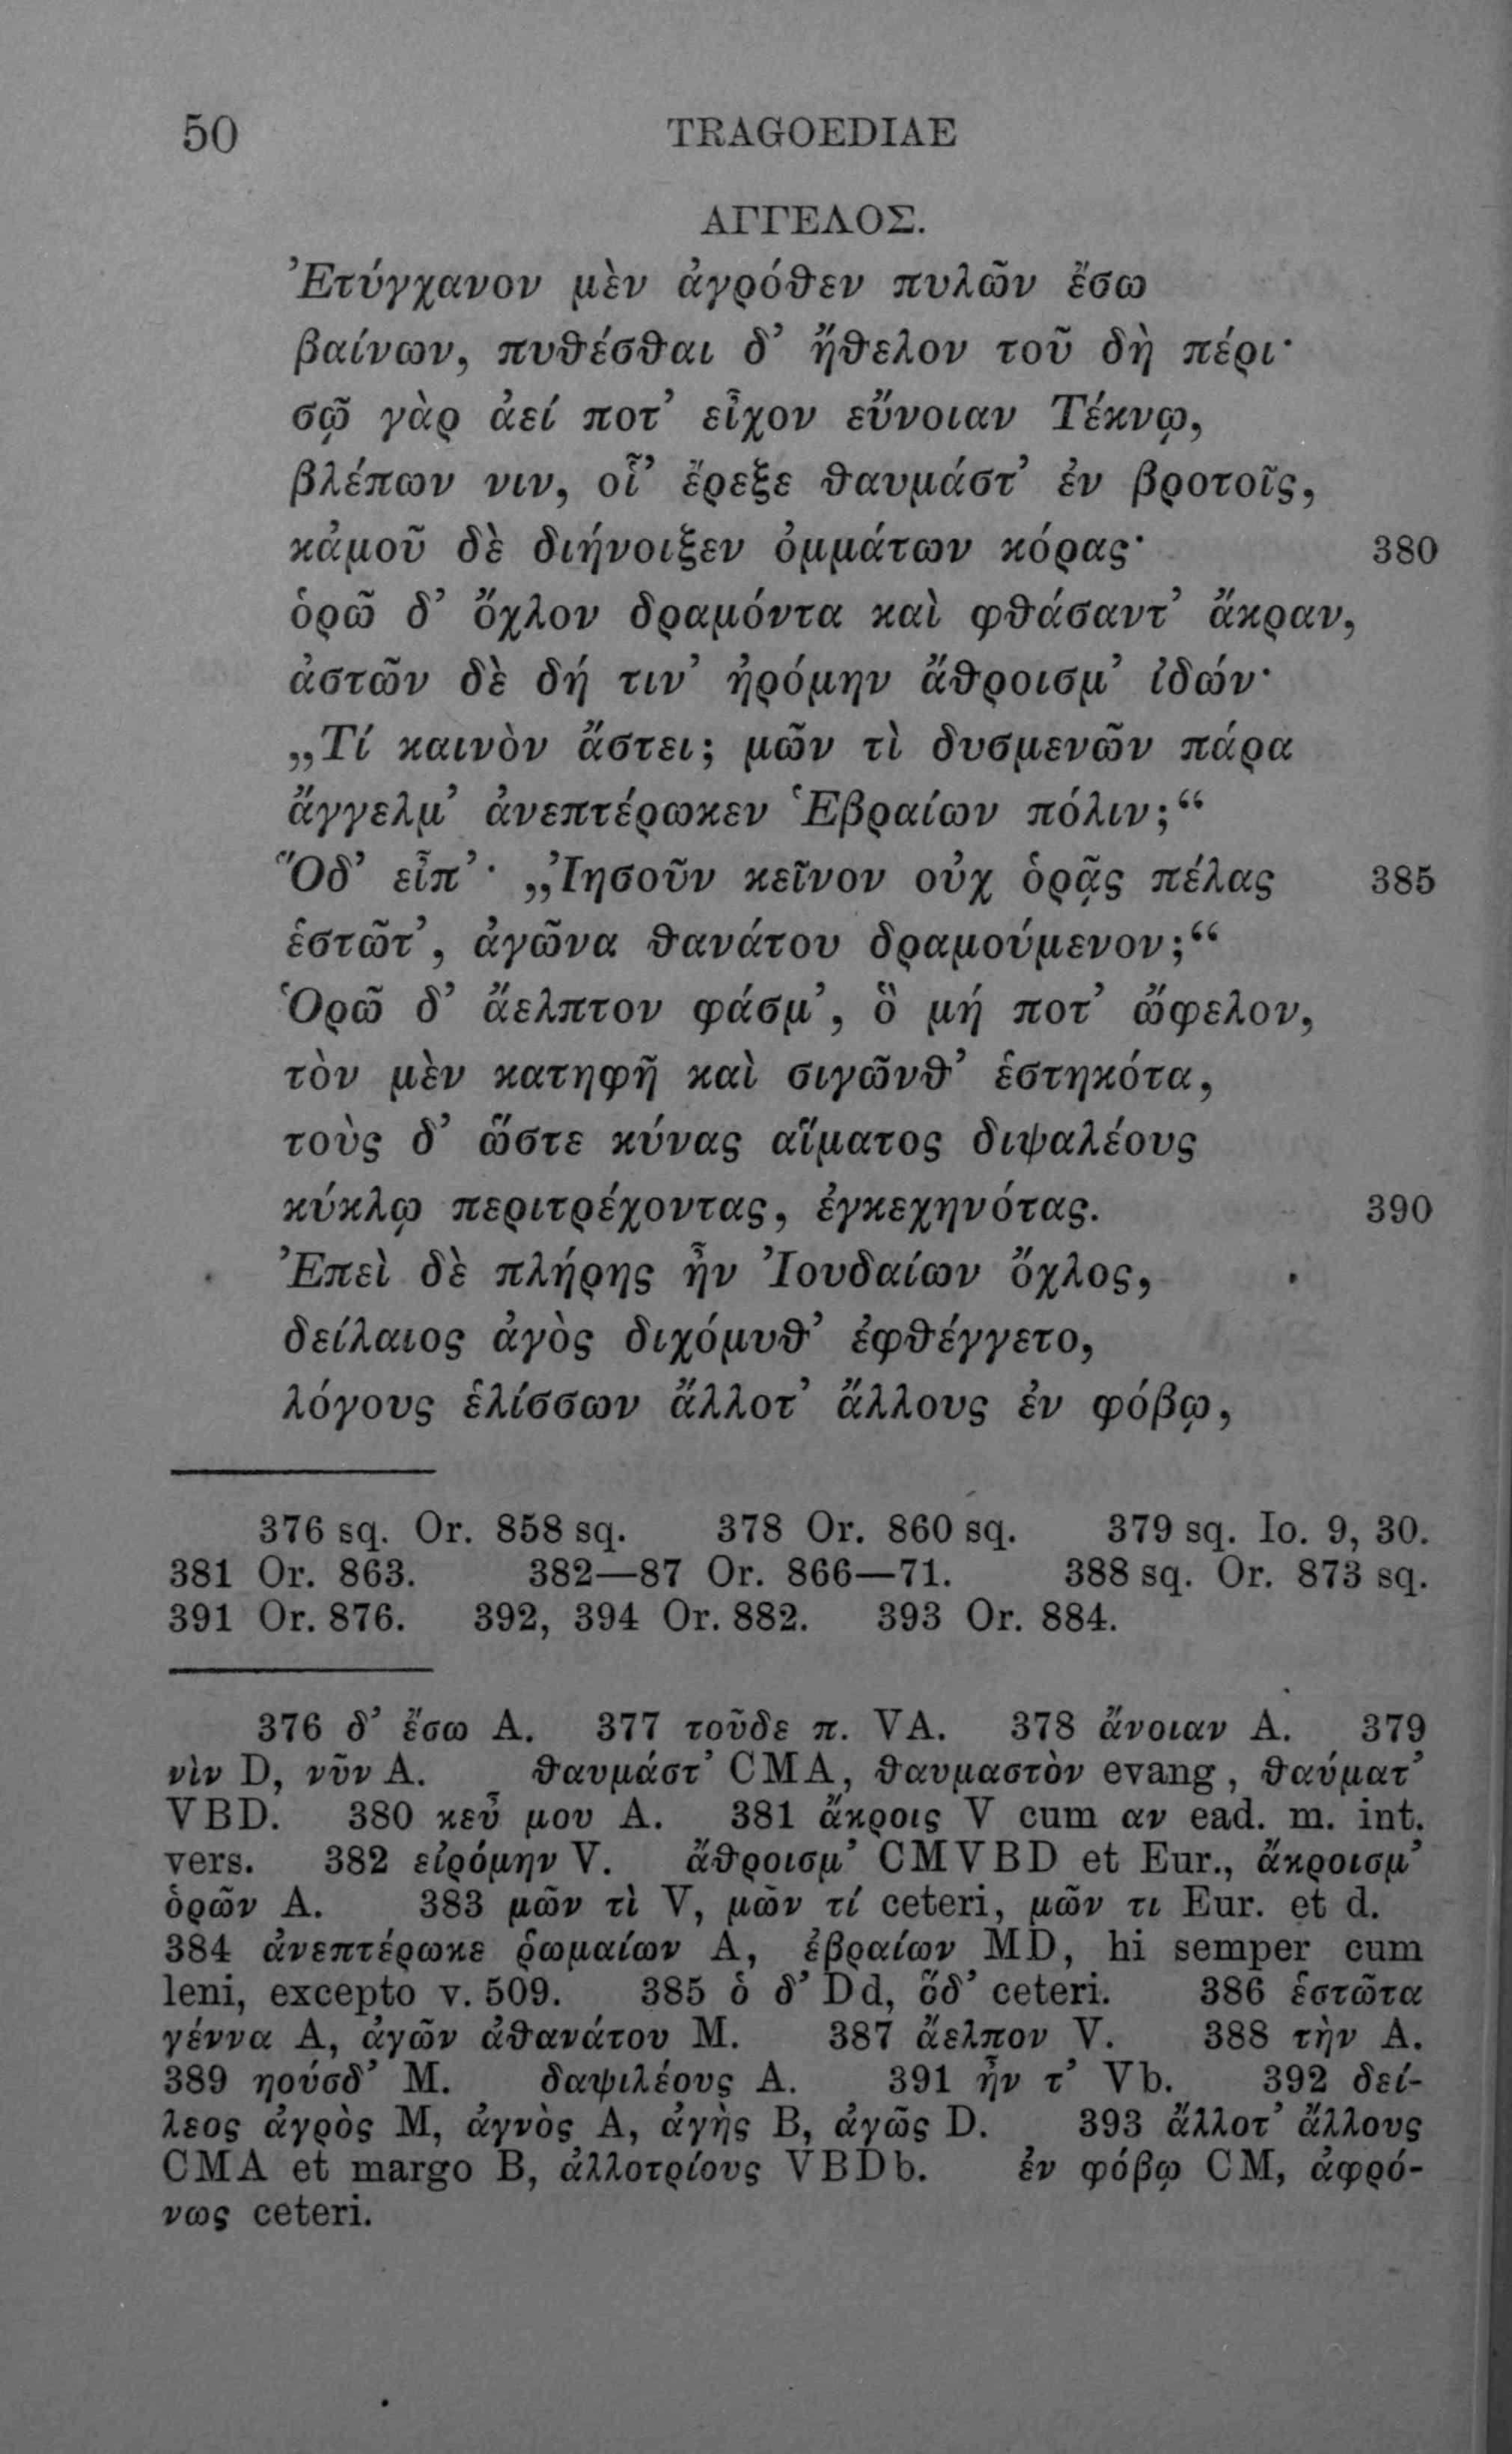 50 TRAGOEDIAE
ΑΓΓΕΛΟΣ.
Ἐτύγχανον μὲν ἀγρόθεν πυλῶν ἔσω
βαίνων, πυθέσθαι δ’ ἤθελον τοῦ δὴ πέρι·
σῷ γὰρ ἀεί ποτ’ εἶχον εὔνοιαν Τέκνῳ,
βλέπων νιν, οἷ’ ἔρεξε θαυμάστ’ ἐν βροτοῖς,
κἀμοῦ δὲ διήνοιξεν ὀμμάτων κόρας· 380
ὁρῶ δ’ ὄχλον δραμόντα καὶ φθάσαντ’ ἄκραν,
ἀστῶν δὲ δή τιν’ ἠρόμην ἄθροισμ’ ἰδών·
„Τί καινὸν ἄστει; μῶν τὶ δυσμενῶν πάρα
ἄγγελμ’ ἀνεπτέρωκεν Ἑβραίων πόλιν;“
Ὅδ’ εἶπ’· „Ἰησοῦν κεῖνον οὐχ ὁρᾷς πέλας 385
ἑστῶτ’, ἀγῶνα θανάτου δραμούμενον;“
Ὁρῶ δ’ ἄελπτον φάσμ’, ὃ μή ποτ’ ὤφελον,
τὸν μὲν κατηφῆ καὶ σιγῶνθ’ ἑστηκότα,
τοὺς δ’ ὥστε κύνας αἵματος διψαλέους
κύκλῳ περιτρέχοντας, ἐγκεχηνότας. 390
Ἐπεὶ δὲ πλήρης ἦν Ἰουδαίων ὄχλος,
δείλαιος ἀγὸς διχόμυθ’ ἐφθέγγετο,
λόγους ἑλίσσων ἄλλοτ’ ἄλλους ἐν φόβῳ,
376 sq. Or. 858 sq. 378 Or. 860 sq. 379 sq. Io. 9, 30.
381 Or. 863. 382—87 Or. 866—71. 388 sq. Or. 873 sq.
391 Or. 876. 392, 394 Or. 882. 393 Or. 884.
376 δ’ ἔσω A. 377 τοῦδε π. VA. 378 ἄνοιαν A. 379
νὶν D, νῦν A. θαυμάστ’ CMA, θαυμαστὸν evang, θαύματ’
VBD. 380 κεὖ μου A. 381 ἄκροις V cum αν ead. m. int.
vers. 382 εἰρόμην V. ἄθροισμ’ CMVBD et Eur., ἄκροισμ’
ὁρῶν A. 383 μῶν τὶ V, μῶν τί ceteri, μῶν τι Eur. et d.
384 ἀνεπτέρωκε ῥωμαίων A, ἐβραίων MD, hi semper cum
leni, excepto v. 509. 385 ὁ δ’ Dd, ὅδ’ ceteri. 386 ἑστῶτα
γέννα A, ἀγῶν ἀθανάτου M. 387 ἄελπον V. 388 τὴν A.
389 ηούσδ’ M. δαψιλέους A. 391 ἦν τ’ Vb. 392 δεί-
λεος ἀγρὸς M, ἁγνὸς A, ἀγὴς B, ἀγῶς D. 393 ἄλλοτ’ ἄλλους
CMA et margo B, ἀλλοτρίους VBDb. ἐν φόβῳ CM, ἀφρό-
νως ceteri.